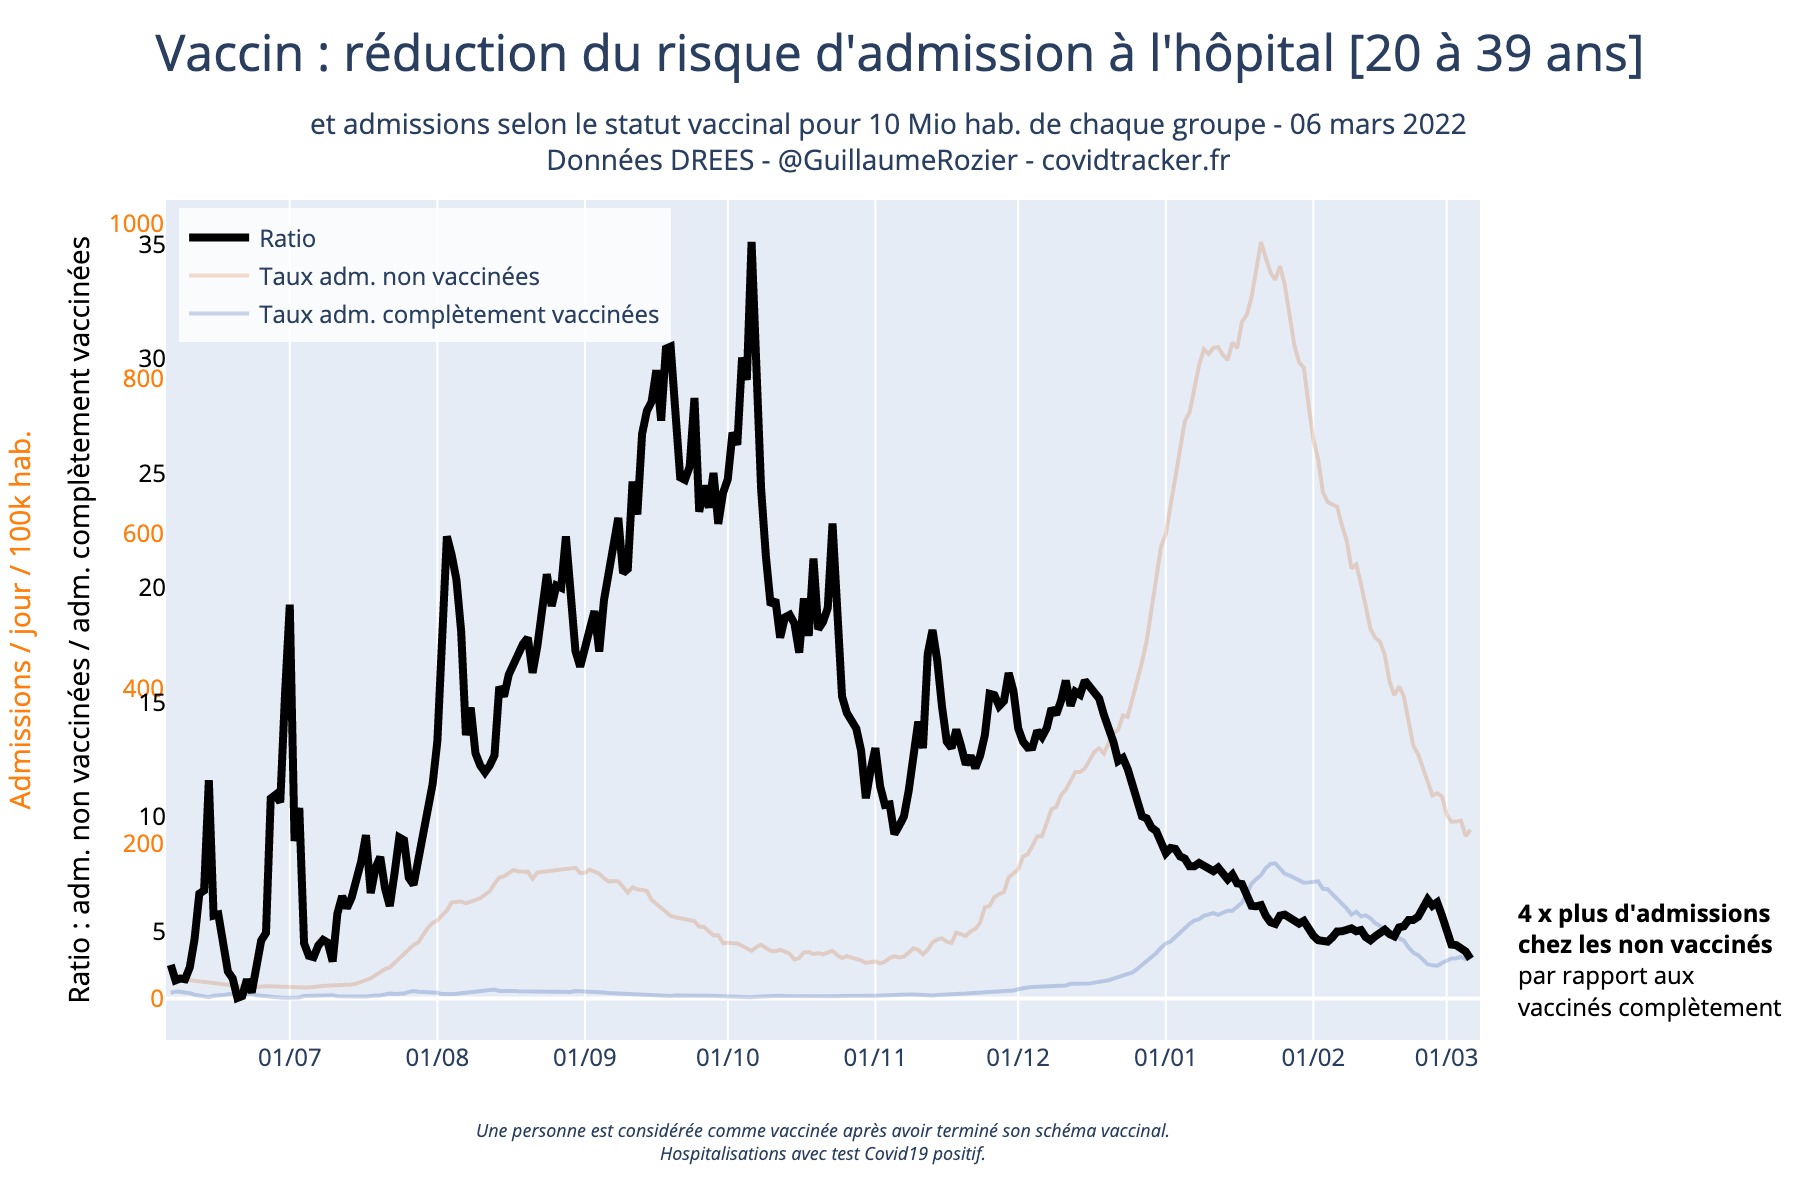 Vaccin : réduction du risque d'admission à l'hôpital [20 à 39 ans]
et admissions selon le statut vaccinal pour 10 Mio hab. de chaque groupe - 06 mars 2022
Données DREES - @GuillaumeRozier - covidtracker.fr
Admissions / jour / 100k hab.
Ratio : adm. non vaccinées / adm. complètement vaccinées
1000
35
30
800
25
600
20
400
15
10
200
5
0
Ratio
Taux adm. non vaccinées
Taux adm. complètement vaccinées
4 x plus d'admissions
chez les non vaccinés
par rapport aux
vaccinés complètement
01/07 01/08 01/09 01/10 01/11 01/12 01/01 01/02 01/03
Une personne est considérée comme vaccinée après avoir terminé son schéma vaccinal.
Hospitalisations avec test Covid19 positif.